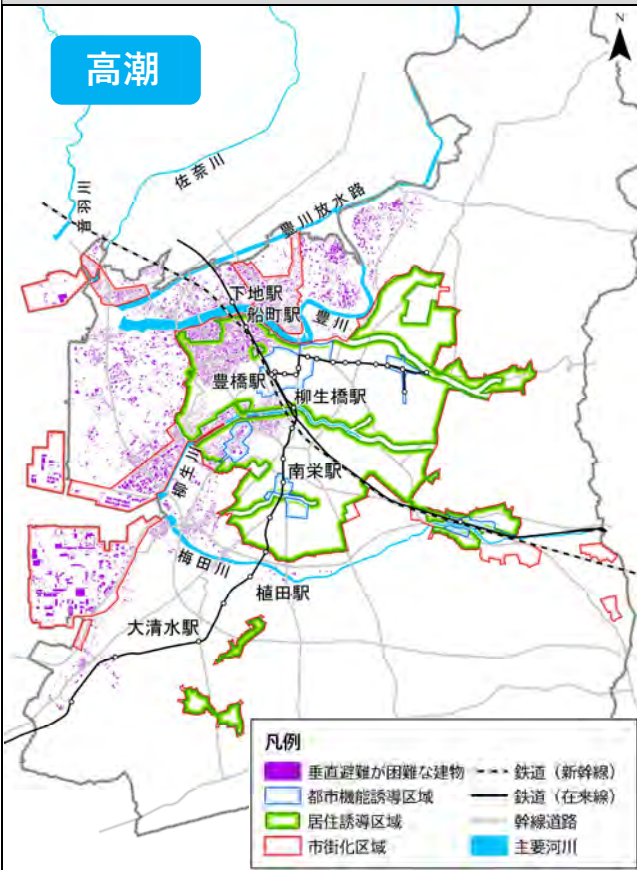 高潮
N
佐奈川
音羽川
豊川放水路
下地駅
船町駅
豊川
豊橋駅
柳生橋駅
柳生川
南栄駅
梅田川
植田駅
大清水駅
凡例
垂直避難が困難な建物
鉄道（新幹線）
都市機能誘導区域
鉄道（在来線）
居住誘導区域
幹線道路
市街化区域
主要河川